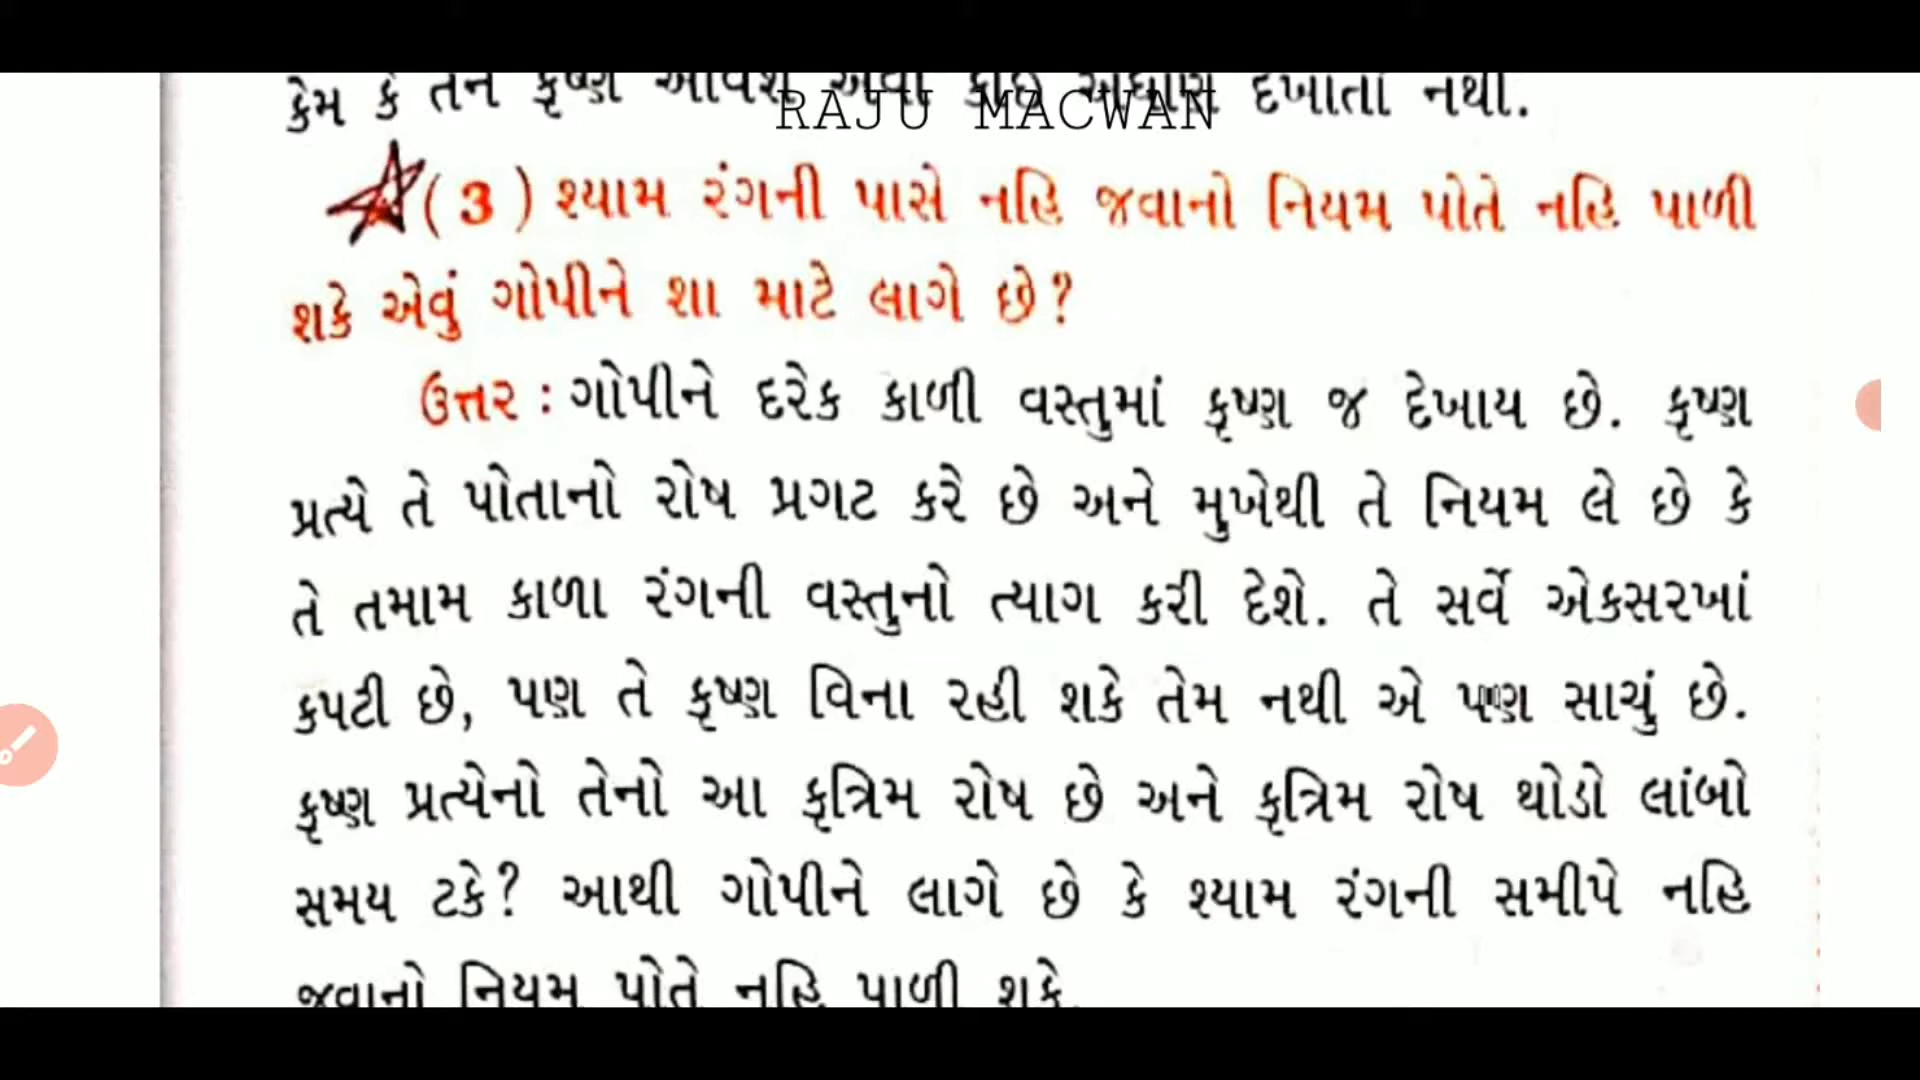 કેમ કે તેને કૃષ્ણ આવશે એવાં કોઈ એંધાણ દેખાતાં નથી.
RAJU MACWAN
(3) શ્યામ રંગની પાસે નહિ જવાનો નિયમ પોતે નહિ પાળી
શકે એવું ગોપીને શા માટે લાગે છે?
ઉત્તર : ગોપીને દરેક કાળી વસ્તુમાં કૃષ્ણ જ દેખાય છે. કૃષ્ણ
પ્રત્યે તે પોતાનો રોષ પ્રગટ કરે છે અને મુખેથી તે નિયમ લે છે કે
તે તમામ કાળા રંગની વસ્તુનો ત્યાગ કરી દેશે. તે સર્વે એકસરખાં
કપટી છે, પણ તે કૃષ્ણ વિના રહી શકે તેમ નથી એ પણ સાચું છે.
કૃષ્ણ પ્રત્યેનો તેનો આ કૃત્રિમ રોષ છે અને કૃત્રિમ રોષ થોડો લાંબો
સમય ટકે? આથી ગોપીને લાગે છે કે શ્યામ રંગની સમીપે નહિ
જવાનો નિયમ પોતે નહિ પાળી શકે.